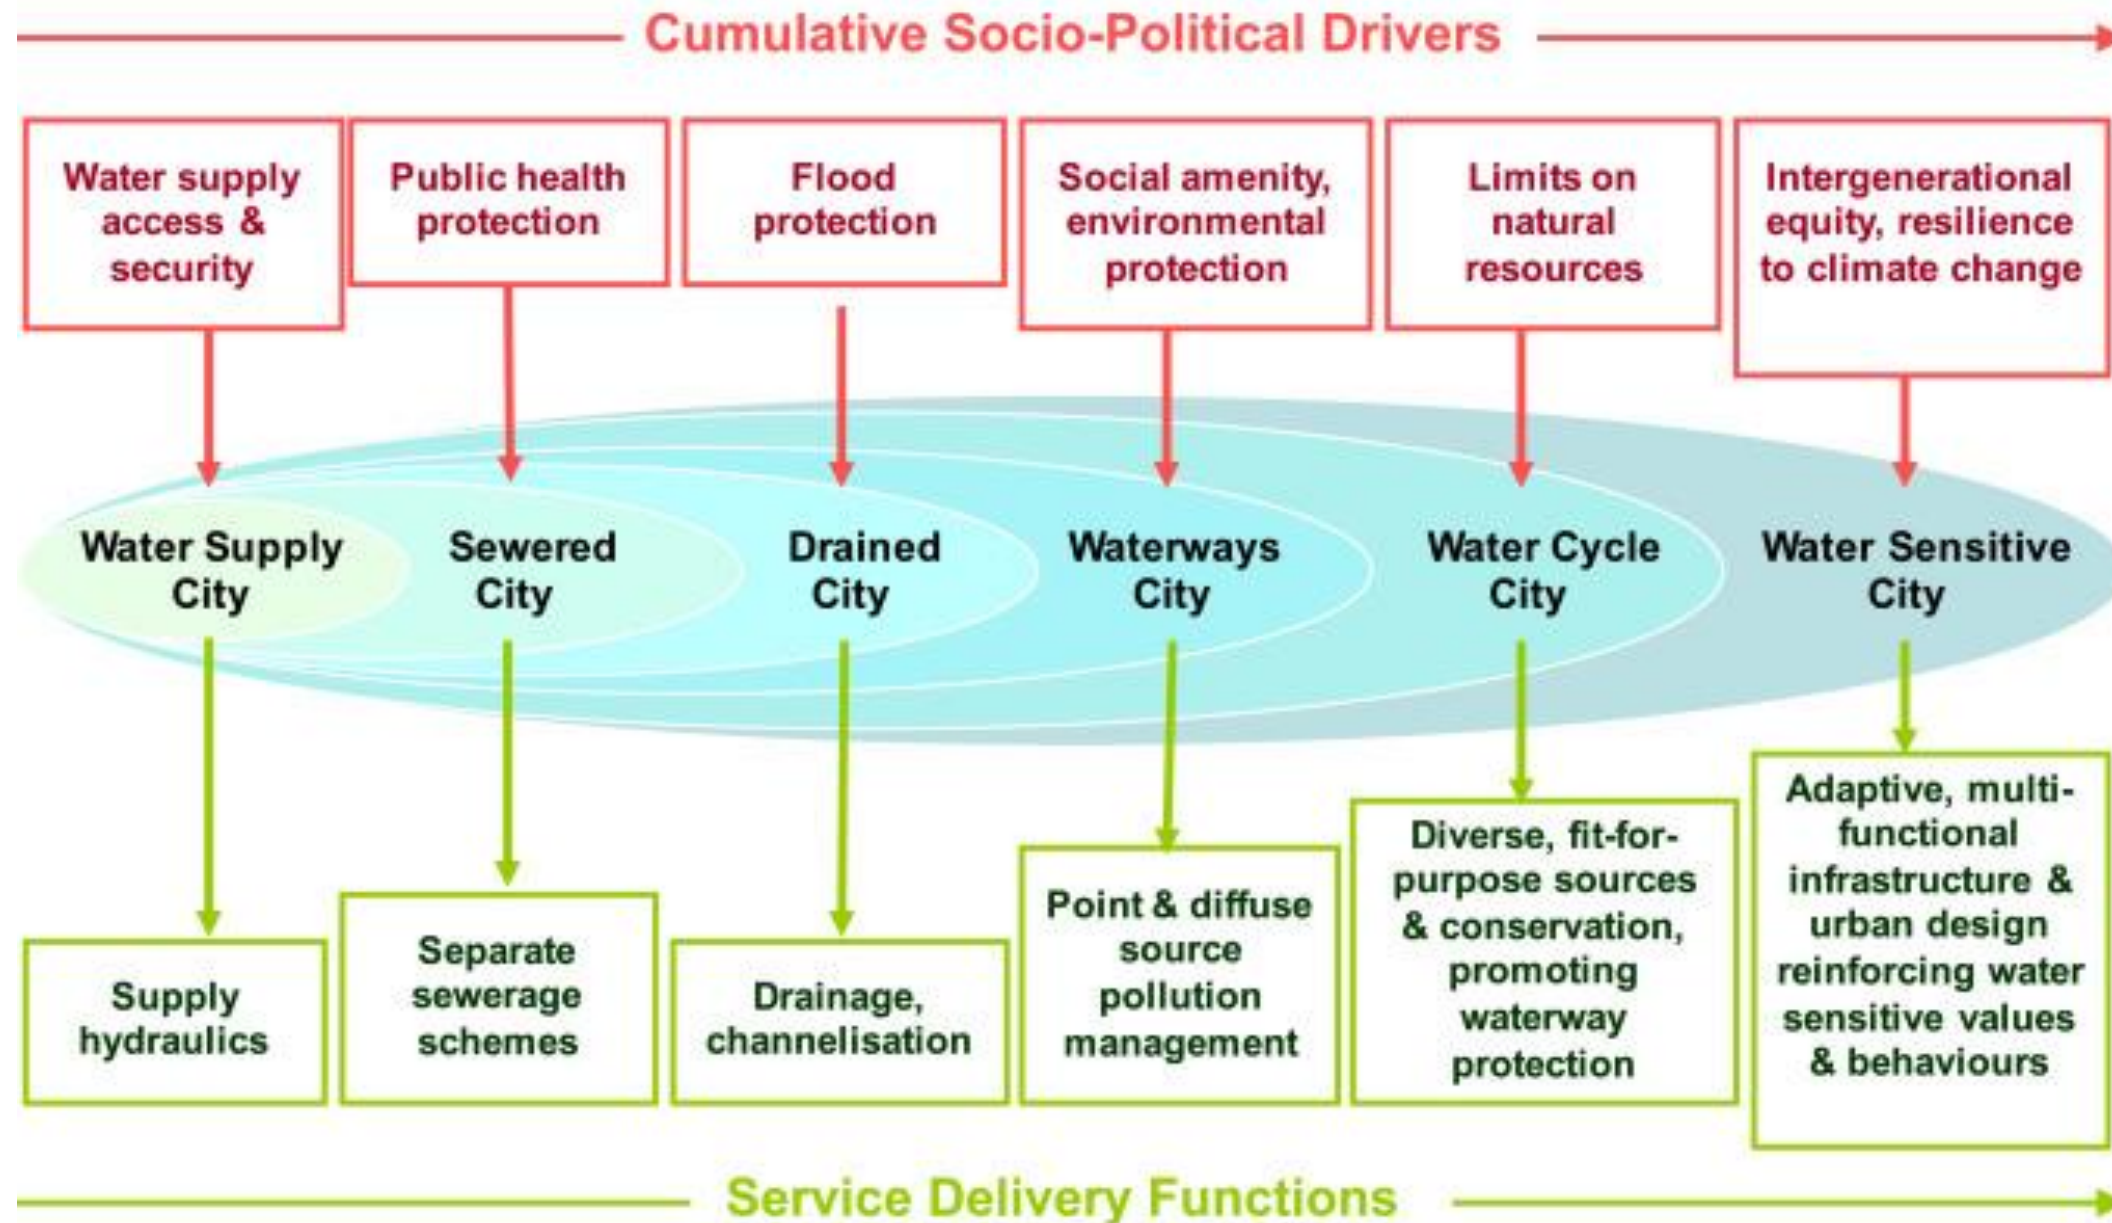 Cumulative Socio-Political Drivers
Water supply
access &
security
Public health
protection
Flood
protection
Social amenity,
environmental
protection
Limits on
natural
resources
Intergenerational
equity, resilience
to climate change
Water Supply
City
Sewered
City
Drained
City
Waterways
City
Water Cycle
City
Water Sensitive
City
Supply
hydraulics
Separate
sewerage
schemes
Drainage,
channelisation
Point & diffuse
source
pollution
management
Diverse, fit-for-
purpose sources
& conservation,
promoting
waterway
protection
Adaptive, multi-
functional
infrastructure &
urban design
reinforcing water
sensitive values
& behaviours
Service Delivery Functions